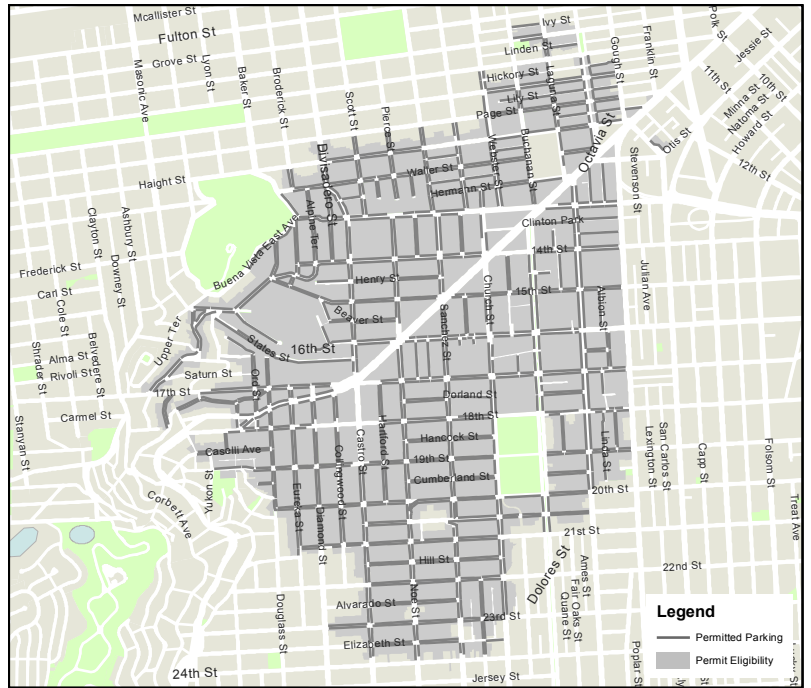 Mcallister St
Ivy St
Polk St
Fulton St
Franklin St
Gough St
Linden St
Jessie St
Grove St
Lyon St
Masonic Ave
Baker St
Broderick St
Hickory St
Laguna St
11th St
10th St
Scott St
Lily St
Minna St
Pierce St
Page St
Natoma St
Howard St
Octavia St
Otis St
Divisadero St
Webster St
Buchanan St
Stevenson St
12th St
Waller St
Haight St
Hermann St
Alpine Ter
Clayton St
Ashbury St
Clinton Park
Buena Vista East Ave
14th St
Frederick St
Downey St
Henry St
Church St
15th St
Albion St
Julian Ave
Carl St
Cole St
Beaver St
Sanchez St
Upper Ter
States St
16th St
Shrader St
Alma St
Belvedere St
Rivoli St
Saturn St
Ord St
17th St
Dorland St
Carmel St
18th St
Stanyan St
Hartford St
Hancock St
Castro St
Collingwood St
19th St
Caselli Ave
Linda St
Lexington St
San Carlos St
Capp St
Folsom St
Cumberland St
Yukon St
Eureka St
Diamond St
20th St
Corbett Ave
Treat Ave
21st St
Dolores St
Hill St
Ames St
22nd St
Fair Oaks St
Quane St
Noe St
Douglass St
Alvarado St
23rd St
Legend
Permitted Parking
Permit Eligibility
Elizabeth St
Poplar St
24th St
Jersey St